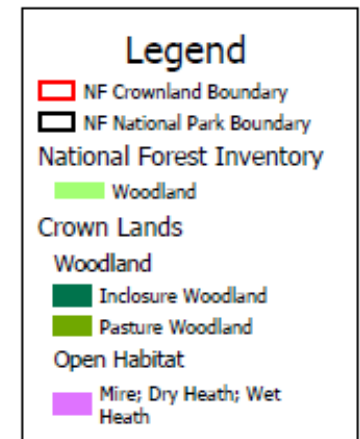 Legend
NF Crownland Boundary
NF National Park Boundary
National Forest Inventory
Woodland
Crown Lands
Woodland
Inclosure Woodland
Pasture Woodland
Open Habitat
Mire; Dry Heath; Wet
Heath